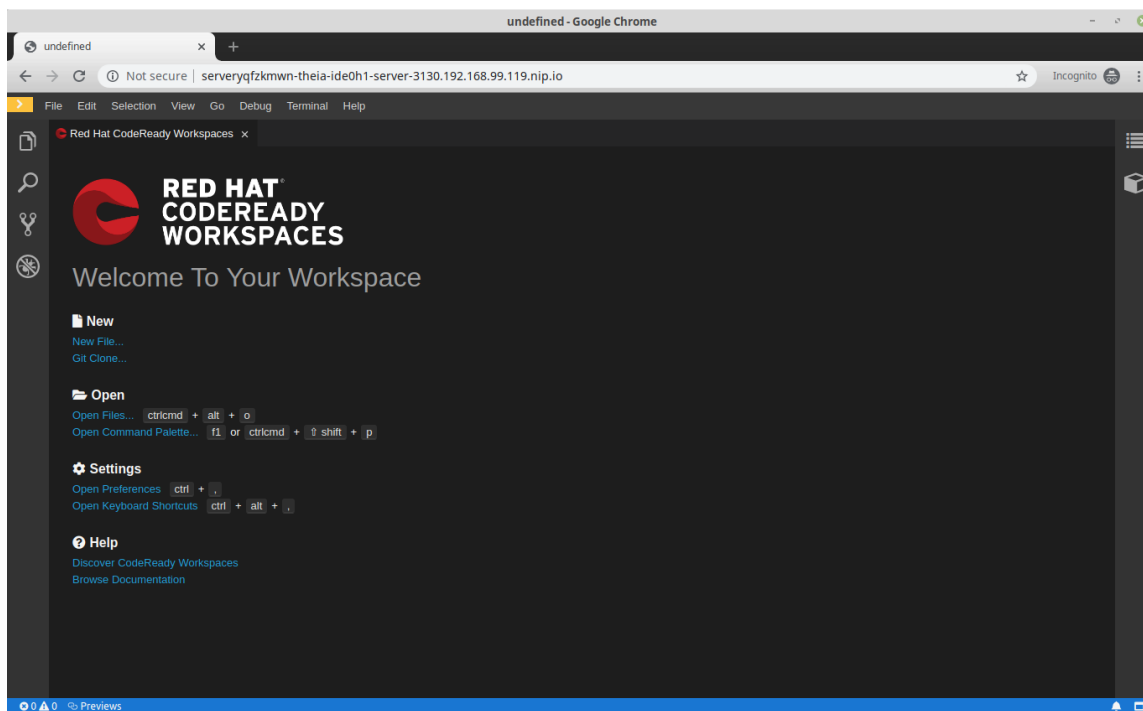 undefined - Google Chrome
undefined
Not secure serveryqfzkmwn-theia-ide0h1-server-3130.192.168.99.119.nip.io Incognito
File Edit Selection View Go Debug Terminal Help
Red Hat CodeReady Workspaces
RED HAT®
CODEREADY
WORKSPACES
Welcome To Your Workspace
New
New File...
Git Clone...
Open
Open Files... ctrlcmd + alt + o
Open Command Palette... f1 or ctrlcmd + ⇧ shift + p
Settings
Open Preferences ctrl + ,
Open Keyboard Shortcuts ctrl + alt + ,
Help
Discover CodeReady Workspaces
Browse Documentation
0 0 Previews